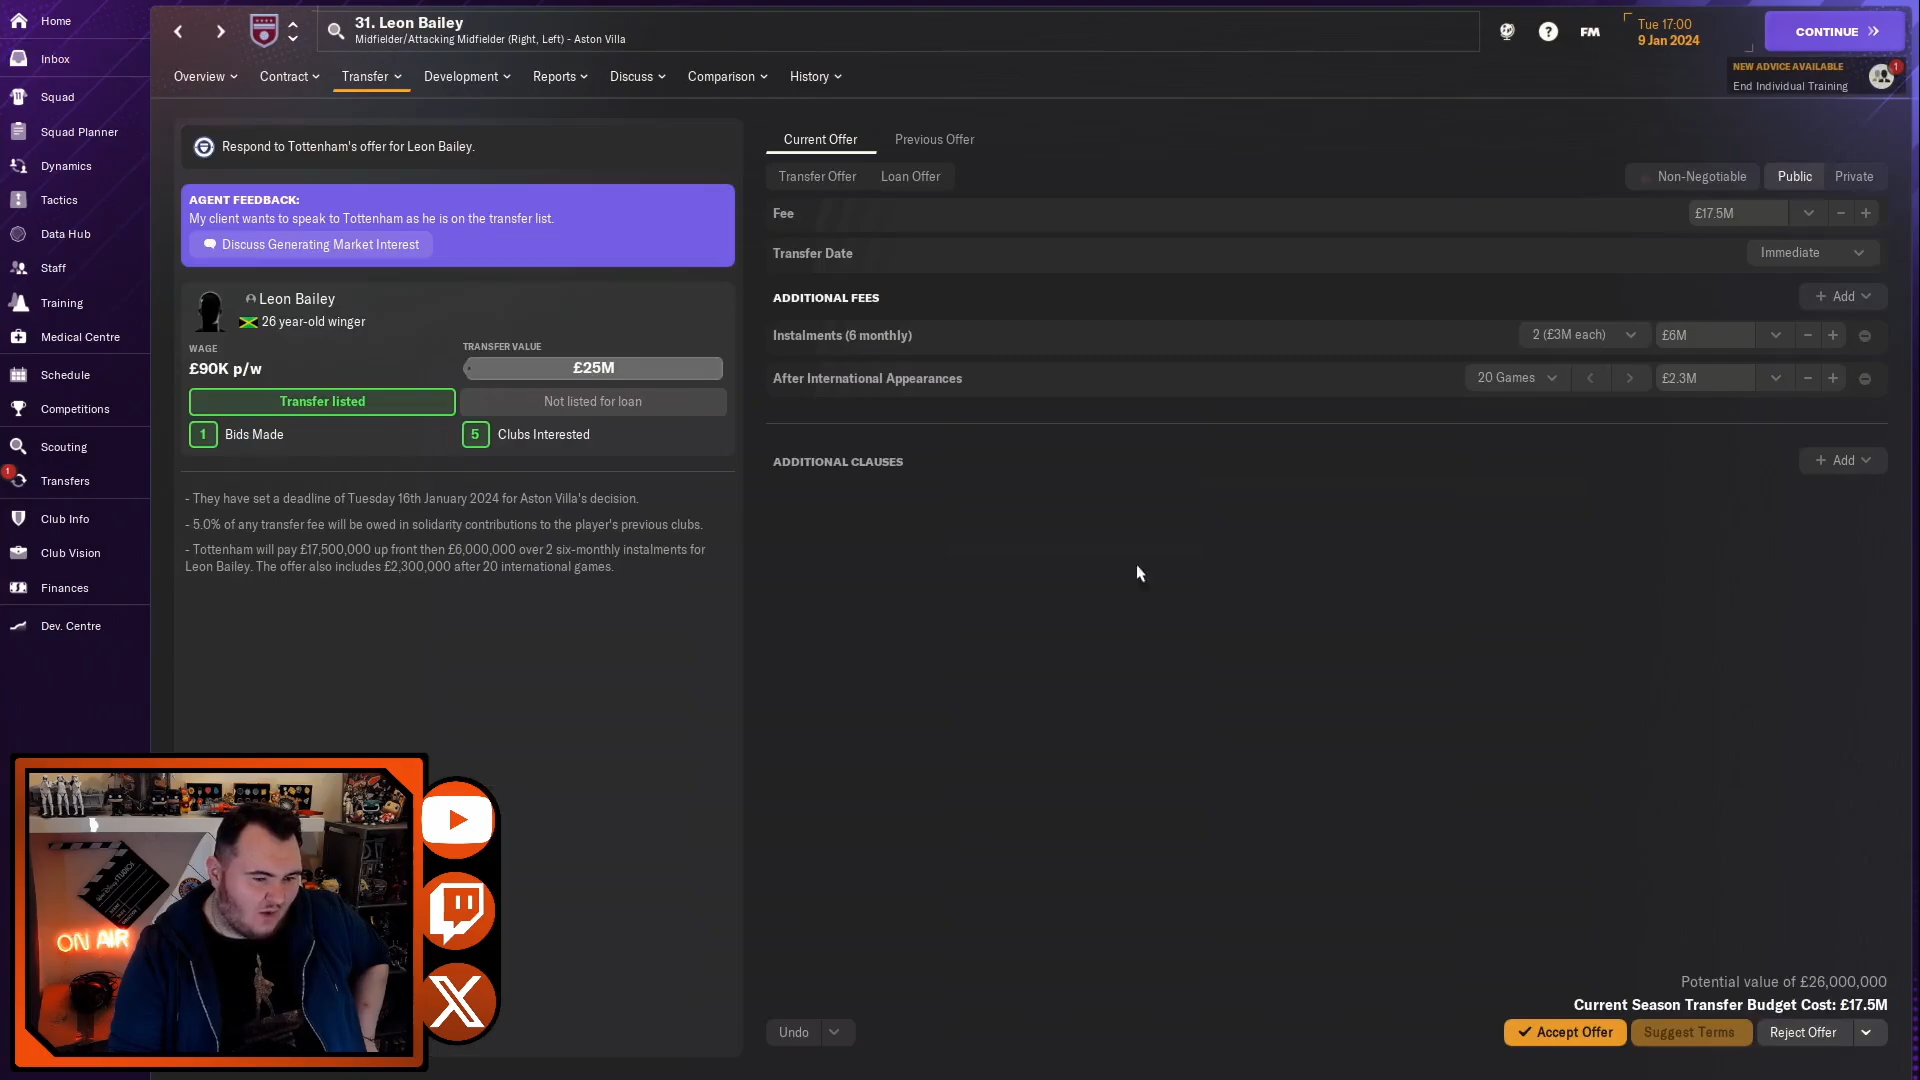 Home
Inbox
Squad
Squad Planner
Dynamics
Tactics
Data Hub
Staff
Training
Medical Centre
Schedule
Competitions
Scouting
1
Transfers
Club Info
Club Vision
Finances
Dev. Centre
31. Leon Bailey
Midfielder/Attacking Midfielder (Right, Left) - Aston Villa
FM
Tue 17:00
9 Jan 2024
CONTINUE
NEW ADVICE AVAILABLE
End Individual Training
1
Overview Contract Transfer Development Reports Discuss Comparison History
Respond to Tottenham's offer for Leon Bailey.
AGENT FEEDBACK:
My client wants to speak to Tottenham as he is on the transfer list.
Discuss Generating Market Interest
Leon Bailey
26 year-old winger
WAGE
£90K p/w
TRANSFER VALUE
£25M
Transfer listed
Not listed for loan
1 Bids Made
5 Clubs Interested
- They have set a deadline of Tuesday 16th January 2024 for Aston Villa's decision.
- 5.0% of any transfer fee will be owed in solidarity contributions to the player's previous clubs.
- Tottenham will pay £17,500,000 up front then £6,000,000 over 2 six-monthly instalments for
Leon Bailey. The offer also includes £2,300,000 after 20 international games.
Current Offer Previous Offer
Transfer Offer Loan Offer
Non-Negotiable Public Private
Fee £17.5M - +
Transfer Date Immediate
ADDITIONAL FEES + Add
Instalments (6 monthly) 2 (£3M each) £6M - +
After International Appearances 20 Games £2.3M - +
ADDITIONAL CLAUSES + Add
Potential value of £26,000,000
Current Season Transfer Budget Cost: £17.5M
Undo
Accept Offer Suggest Terms Reject Offer
ON AIR